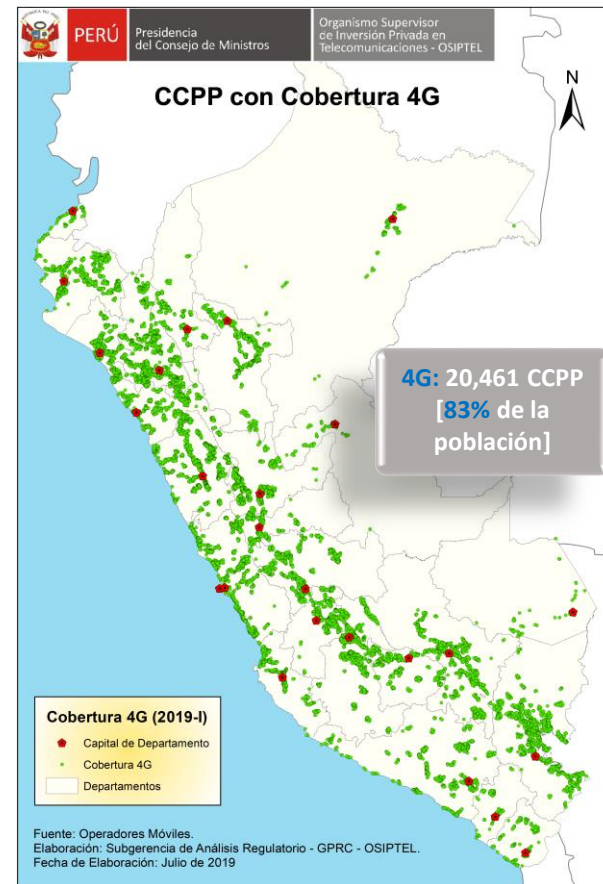 PERÚ
Presidencia
del Consejo de Ministros
Organismo Supervisor
de Inversión Privada en
Telecomunicaciones - OSIPTEL
CCPP con Cobertura 4G
N
4G: 20,461 CCPP
[83% de la
población]
Cobertura 4G (2019-I)
Capital de Departamento
Cobertura 4G
Departamentos
Fuente: Operadores Móviles.
Elaboración: Subgerencia de Análisis Regulatorio - GPRC - OSIPTEL.
Fecha de Elaboración: Julio de 2019